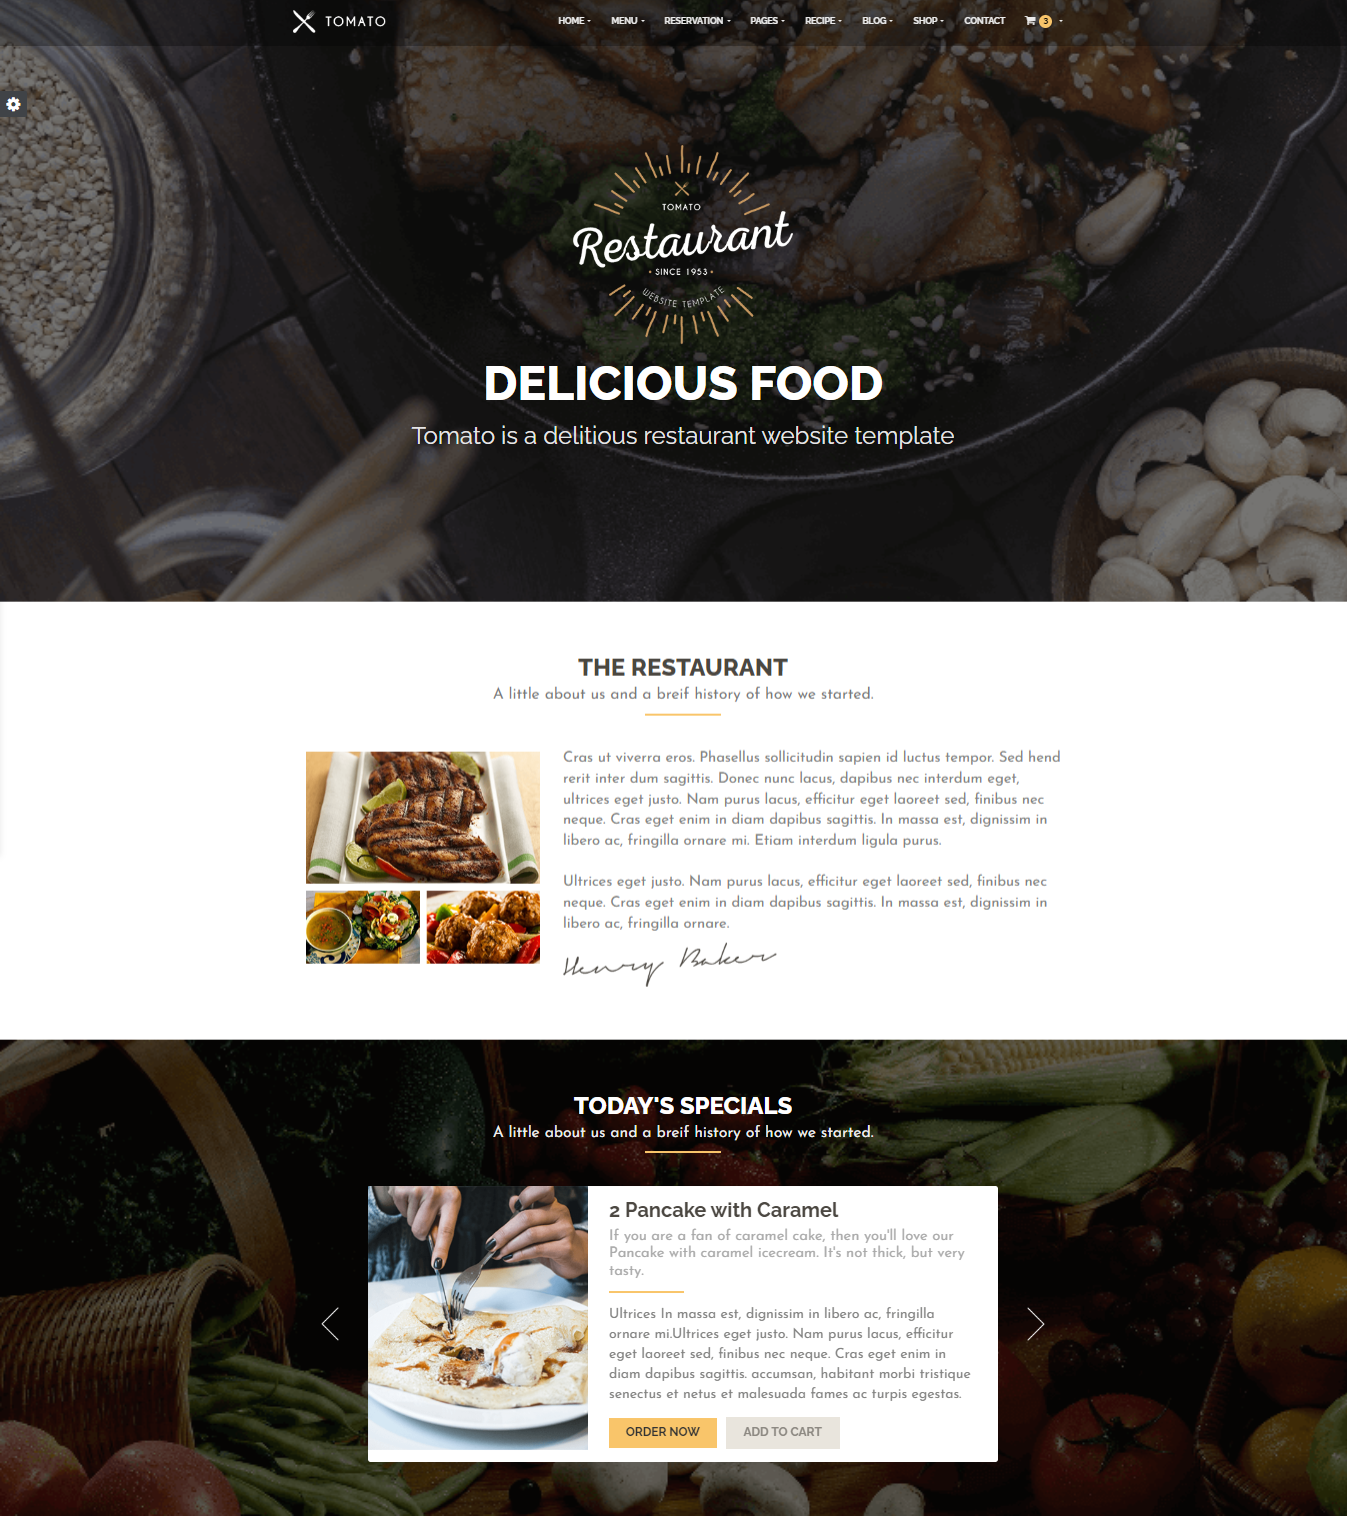 TOMATO
HOME MENU RESERVATION PAGES RECIPE BLOG SHOP CONTACT 3
TOMATO
Restaurant
SINCE 1953
WEBSITE TEMPLATE
DELICIOUS FOOD
Tomato is a delitious restaurant website template
THE RESTAURANT
A little about us and a breif history of how we started.
Cras ut viverra eros. Phasellus sollicitudin sapien id luctus tempor. Sed hend
rerit inter dum sagittis. Donec nunc lacus, dapibus nec interdum eget,
ultrices eget justo. Nam purus lacus, efficitur eget laoreet sed, finibus nec
neque. Cras eget enim in diam dapibus sagittis. In massa est, dignissim in
libero ac, fringilla ornare mi. Etiam interdum ligula purus.
Ultrices eget justo. Nam purus lacus, efficitur eget laoreet sed, finibus nec
neque. Cras eget enim in diam dapibus sagittis. In massa est, dignissim in
libero ac, fringilla ornare.
Henry Baker
TODAY'S SPECIALS
A little about us and a breif history of how we started.
2 Pancake with Caramel
If you are a fan of caramel cake, then you'll love our
Pancake with caramel icecream. It's not thick, but very
tasty.
Ultrices In massa est, dignissim in libero ac, fringilla
ornare mi.Ultrices eget justo. Nam purus lacus, efficitur
eget laoreet sed, finibus nec neque. Cras eget enim in
diam dapibus sagittis. accumsan, habitant morbi tristique
senectus et netus et malesuada fames ac turpis egestas.
ORDER NOW
ADD TO CART